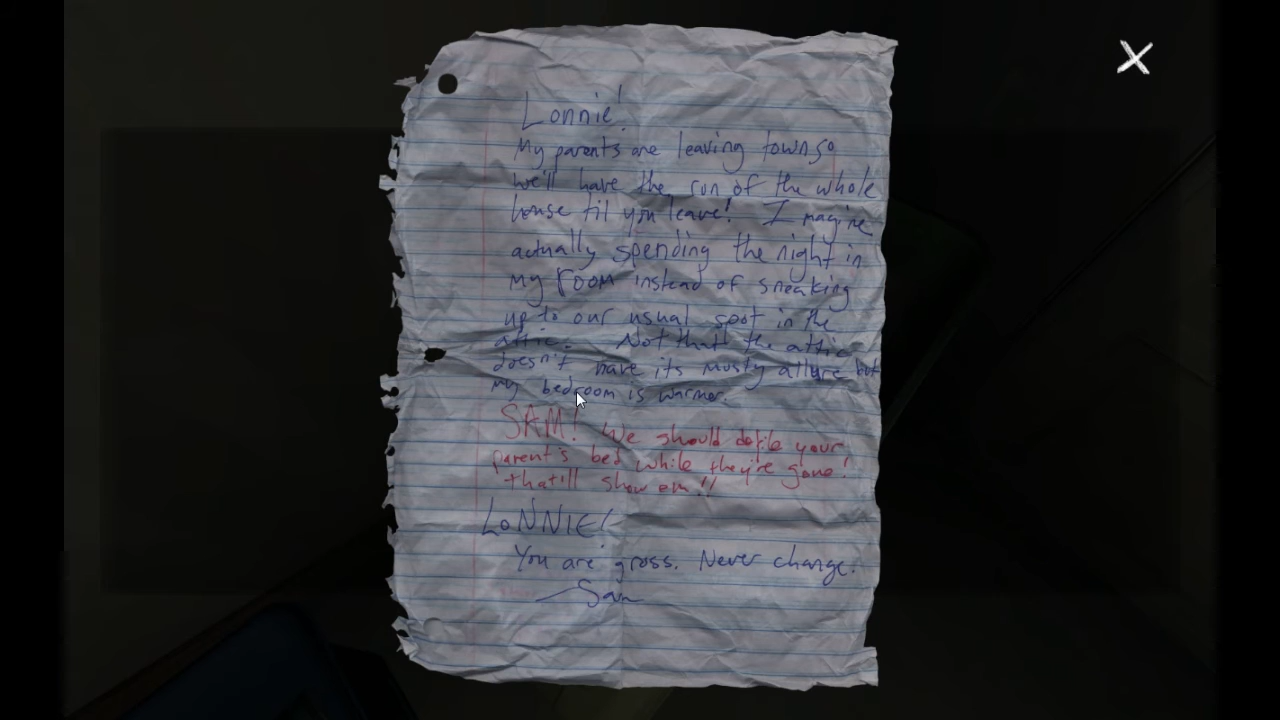 Lonnie!
My parents are leaving town so
we'll have the run of the whole
house til you leave! Imagine
actually spending the night in
my room instead of sneaking
up to our usual spot in the
attic. Not that the attic
doesn't have its musty allure but
my bedroom is warmer.
SAM! We should defile your
parent's bed while they're gone!
that'll show em!!
LONNIE!
You are gross. Never change.
—Sam